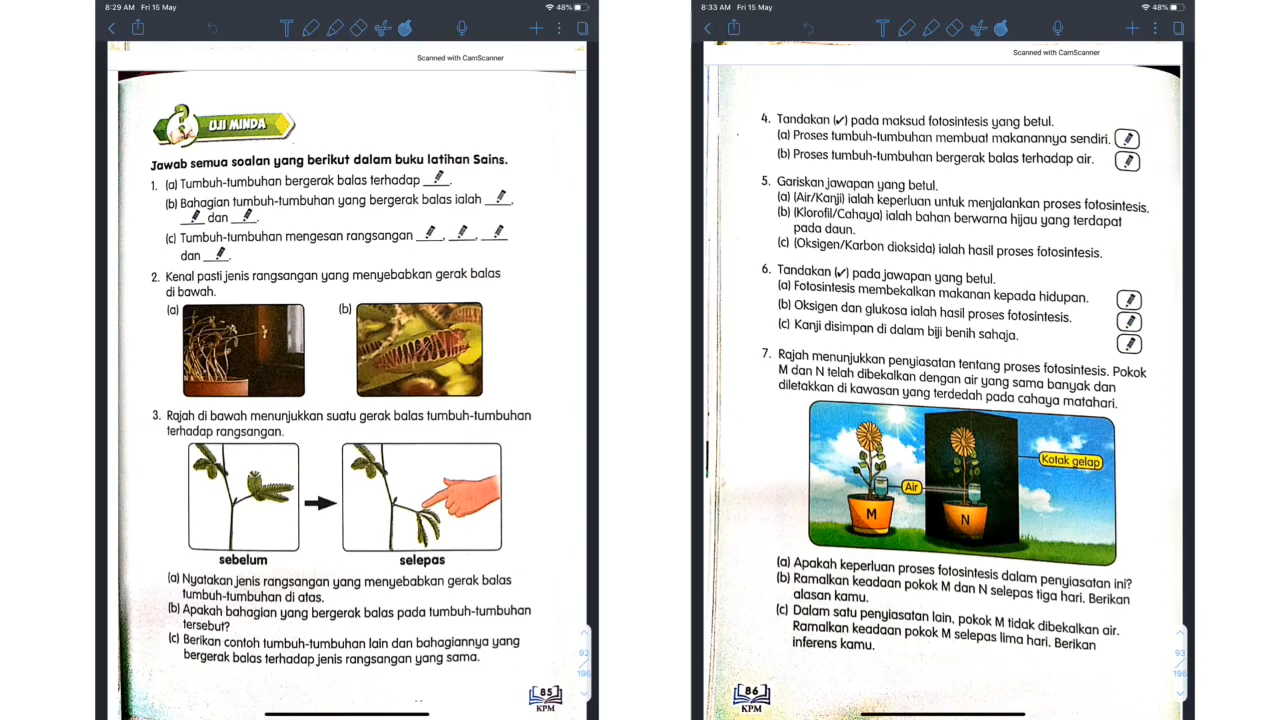 8:29 AM Fri 15 May
48%
Scanned with CamScanner
UJI MINDA
Jawab semua soalan yang berikut dalam buku latihan Sains.
1. (a) Tumbuh-tumbuhan bergerak balas terhadap ___.
(b) Bahagian tumbuh-tumbuhan yang bergerak balas ialah ___,
___ dan ___.
(c) Tumbuh-tumbuhan mengesan rangsangan ___, ___, ___
dan ___.
2. Kenal pasti jenis rangsangan yang menyebabkan gerak balas
di bawah.
(a)
(b)
3. Rajah di bawah menunjukkan suatu gerak balas tumbuh-tumbuhan
terhadap rangsangan.
sebelum
selepas
(a) Nyatakan jenis rangsangan yang menyebabkan gerak balas
tumbuh-tumbuhan di atas.
(b) Apakah bahagian yang bergerak balas pada tumbuh-tumbuhan
tersebut?
(c) Berikan contoh tumbuh-tumbuhan lain dan bahagiannya yang
bergerak balas terhadap jenis rangsangan yang sama.
92
196
85
KPM
8:33 AM Fri 15 May
48%
Scanned with CamScanner
4. Tandakan (✓) pada maksud fotosintesis yang betul.
(a) Proses tumbuh-tumbuhan membuat makanannya sendiri.
(b) Proses tumbuh-tumbuhan bergerak balas terhadap air.
5. Gariskan jawapan yang betul.
(a) (Air/Kanji) ialah keperluan untuk menjalankan proses fotosintesis.
(b) (Klorofil/Cahaya) ialah bahan berwarna hijau yang terdapat
pada daun.
(c) (Oksigen/Karbon dioksida) ialah hasil proses fotosintesis.
6. Tandakan (✓) pada jawapan yang betul.
(a) Fotosintesis membekalkan makanan kepada hidupan.
(b) Oksigen dan glukosa ialah hasil proses fotosintesis.
(c) Kanji disimpan di dalam biji benih sahaja.
7. Rajah menunjukkan penyiasatan tentang proses fotosintesis. Pokok
M dan N telah dibekalkan dengan air yang sama banyak dan
diletakkan di kawasan yang terdedah pada cahaya matahari.
Kotak gelap
Air
M
N
(a) Apakah keperluan proses fotosintesis dalam penyiasatan ini?
(b) Ramalkan keadaan pokok M dan N selepas tiga hari. Berikan
alasan kamu.
(c) Dalam satu penyiasatan lain, pokok M tidak dibekalkan air.
Ramalkan keadaan pokok M selepas lima hari. Berikan
inferens kamu.
93
196
86
KPM